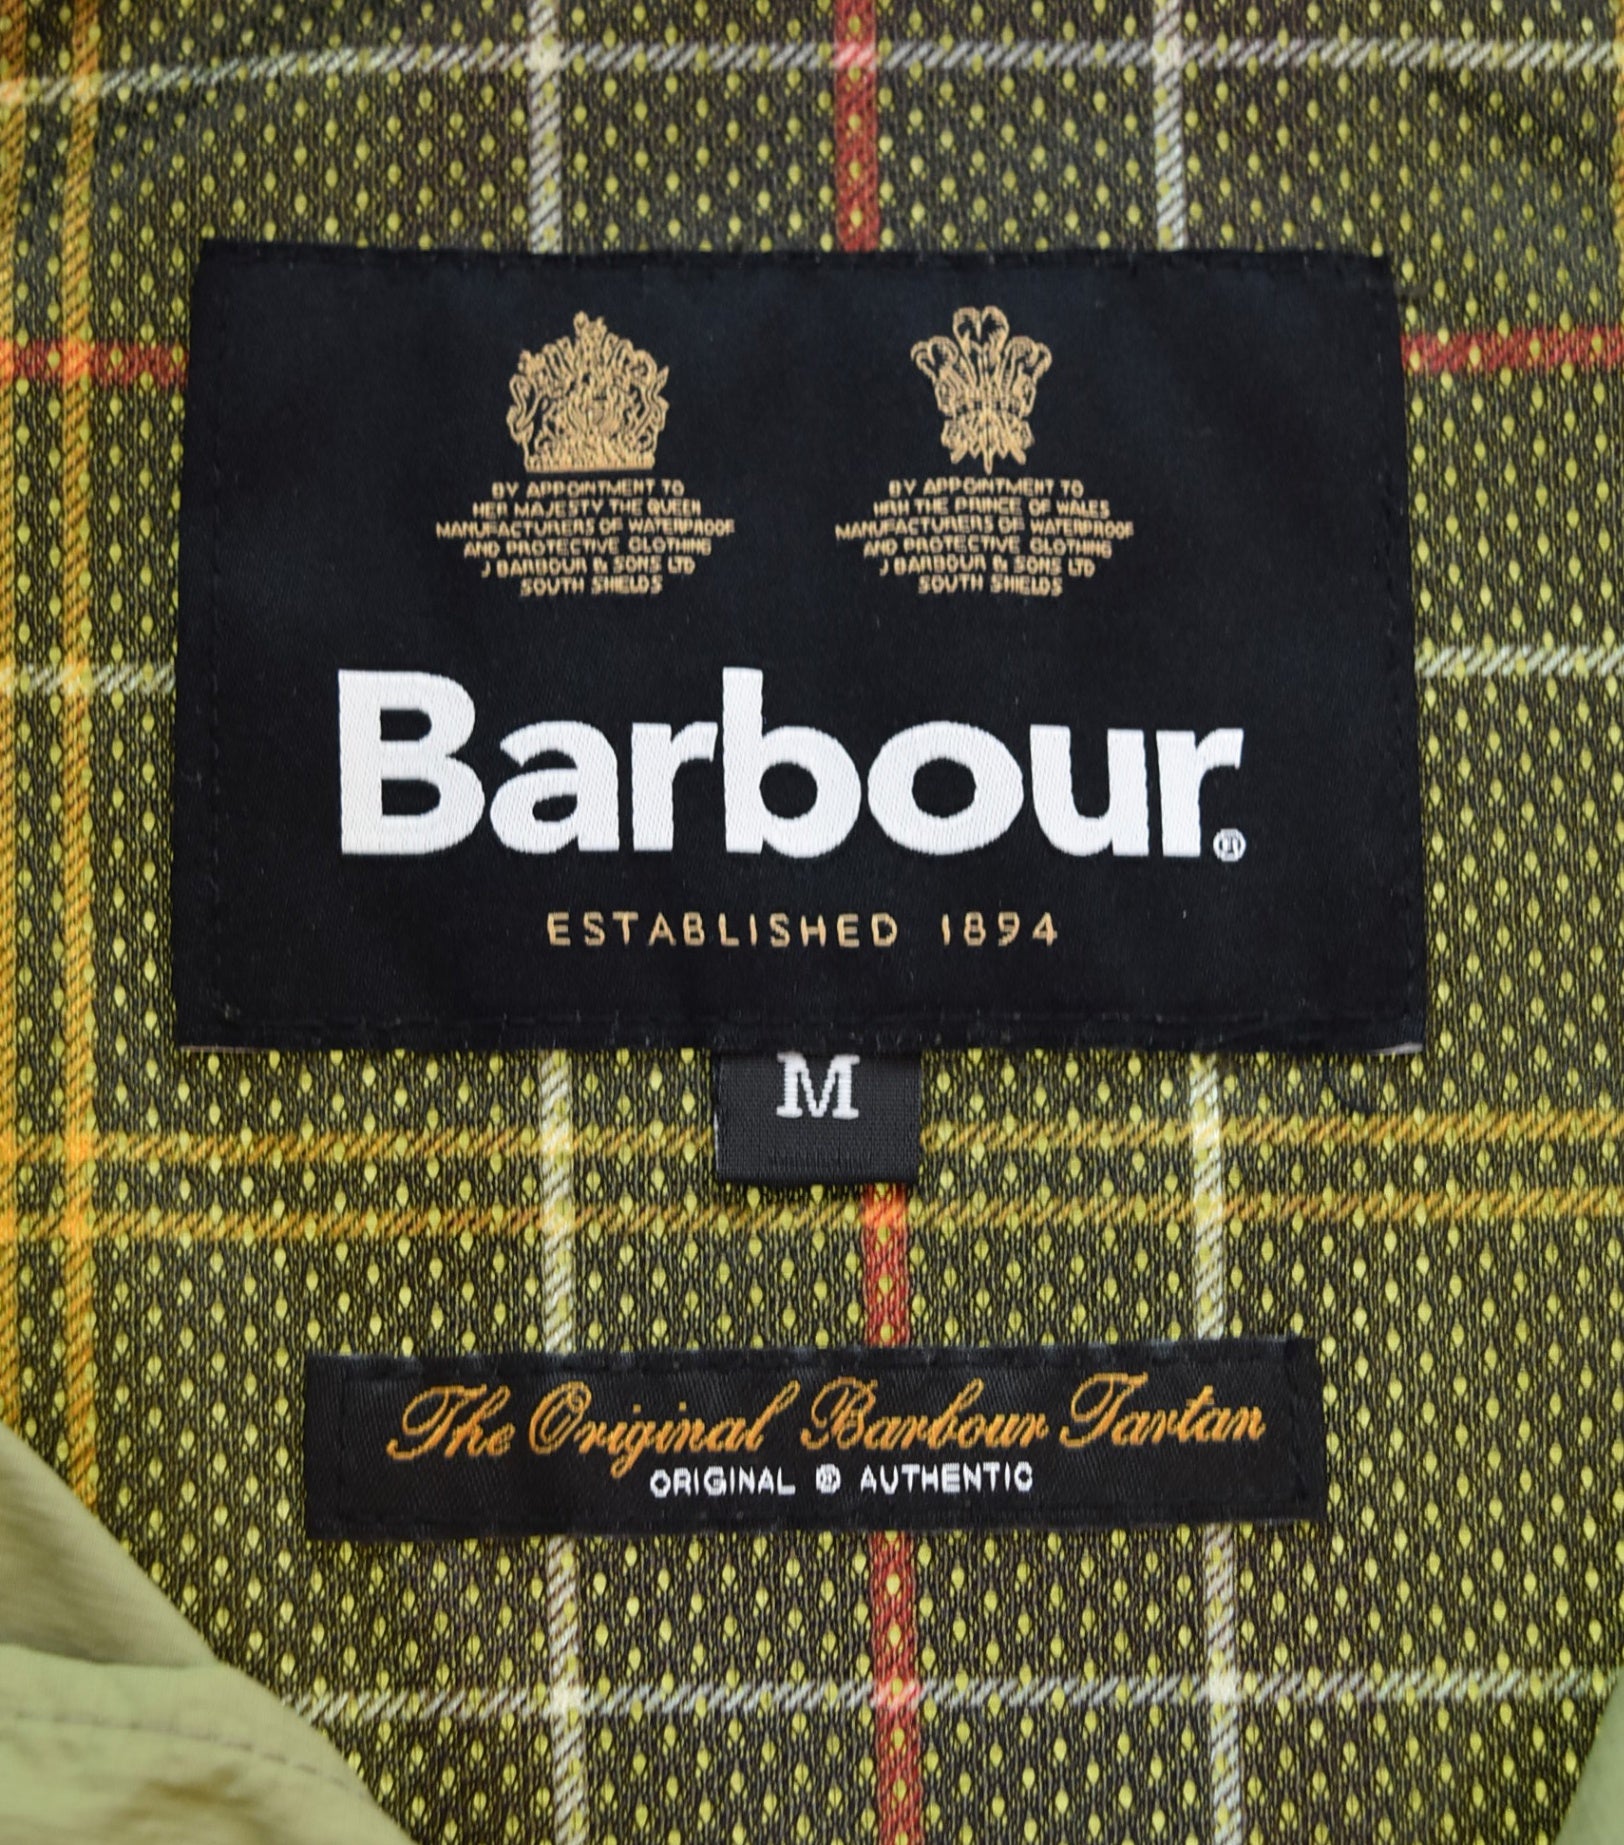 BY APPOINTMENT TO
HER MAJESTY THE QUEEN
MANUFACTURERS OF WATERPROOF
AND PROTECTIVE CLOTHING
J BARBOUR & SONS LTD
SOUTH SHIELDS
BY APPOINTMENT TO
HRH THE PRINCE OF WALES
MANUFACTURERS OF WATERPROOF
AND PROTECTIVE CLOTHING
J BARBOUR & SONS LTD
SOUTH SHIELDS
Barbour®
ESTABLISHED 1894
M
The Original Barbour Tartan
ORIGINAL ® AUTHENTIC